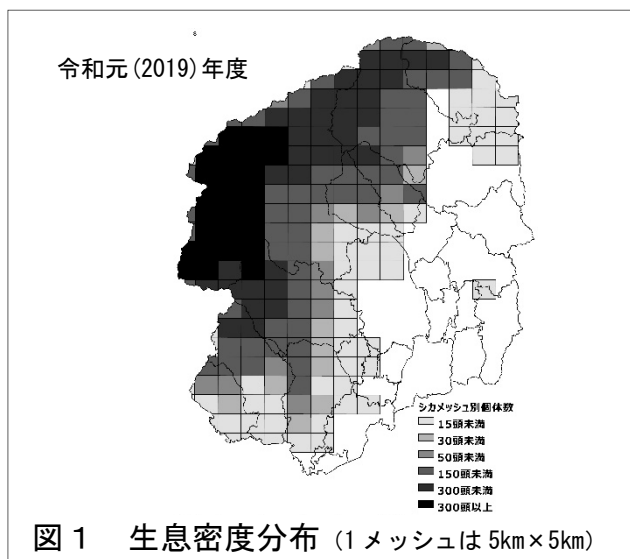 令和元(2019)年度
シカメッシュ別個体数
15頭未満
30頭未満
50頭未満
150頭未満
300頭未満
300頭以上
図1 生息密度分布 (1メッシュは5km×5km)